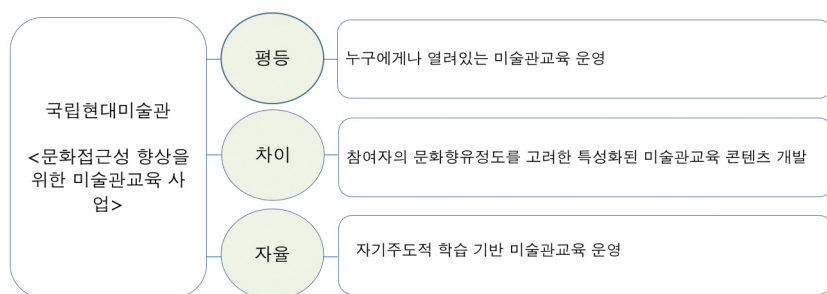 국립현대미술관
<문화접근성 향상을
위한 미술관교육 사
업>
평등
누구에게나 열려있는 미술관교육 운영
차이
참여자의 문화향유정도를 고려한 특성화된 미술관교육 콘텐츠 개발
자율
자기주도적 학습 기반 미술관교육 운영